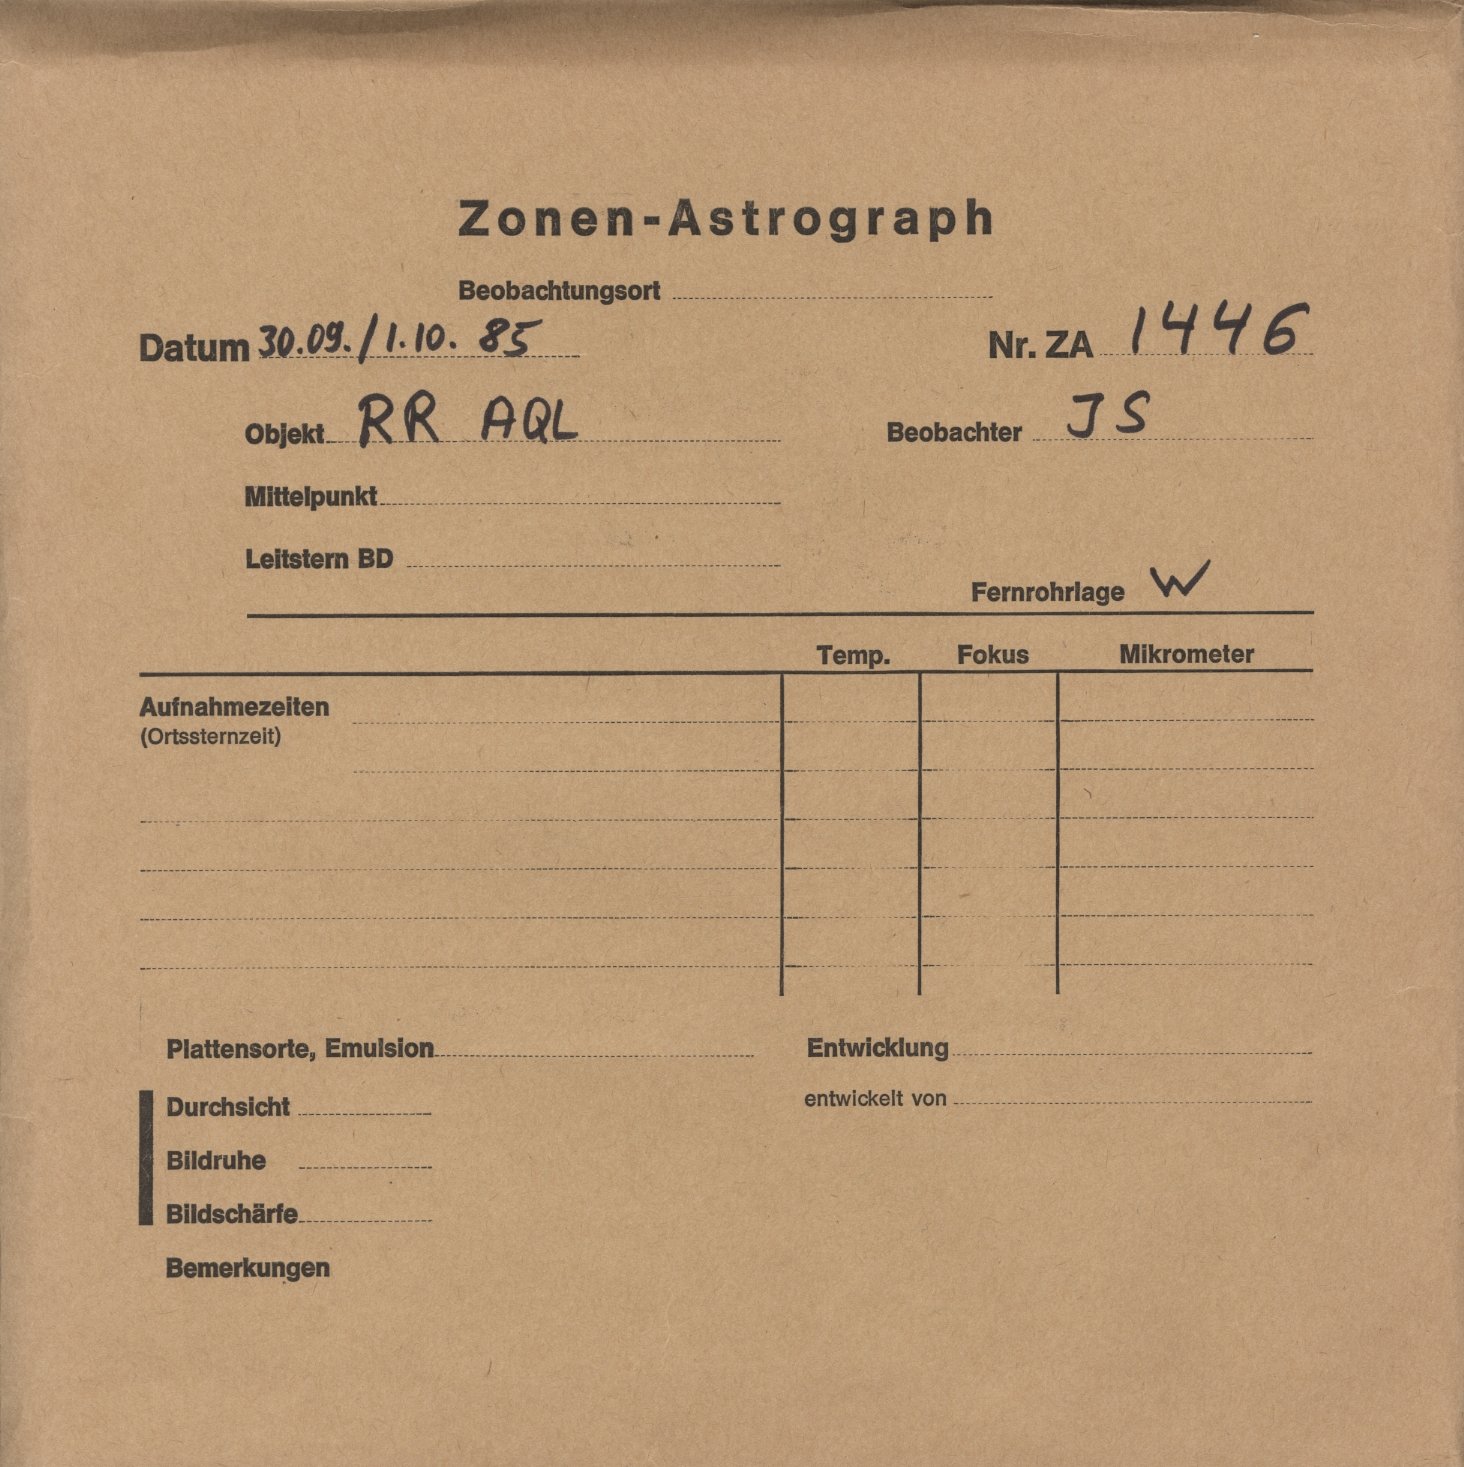 Zonen-Astrograph
Beobachtungsort
Datum 30.09./1.10. 85 Nr. ZA 1446
Objekt RR AQL Beobachter JS
Mittelpunkt
Leitstern BD
Fernrohrlage W
Temp. Fokus Mikrometer
Aufnahmezeiten
(Ortssternzeit)
Plattensorte, Emulsion Entwicklung
Durchsicht entwickelt von
Bildruhe
Bildschärfe
Bemerkungen